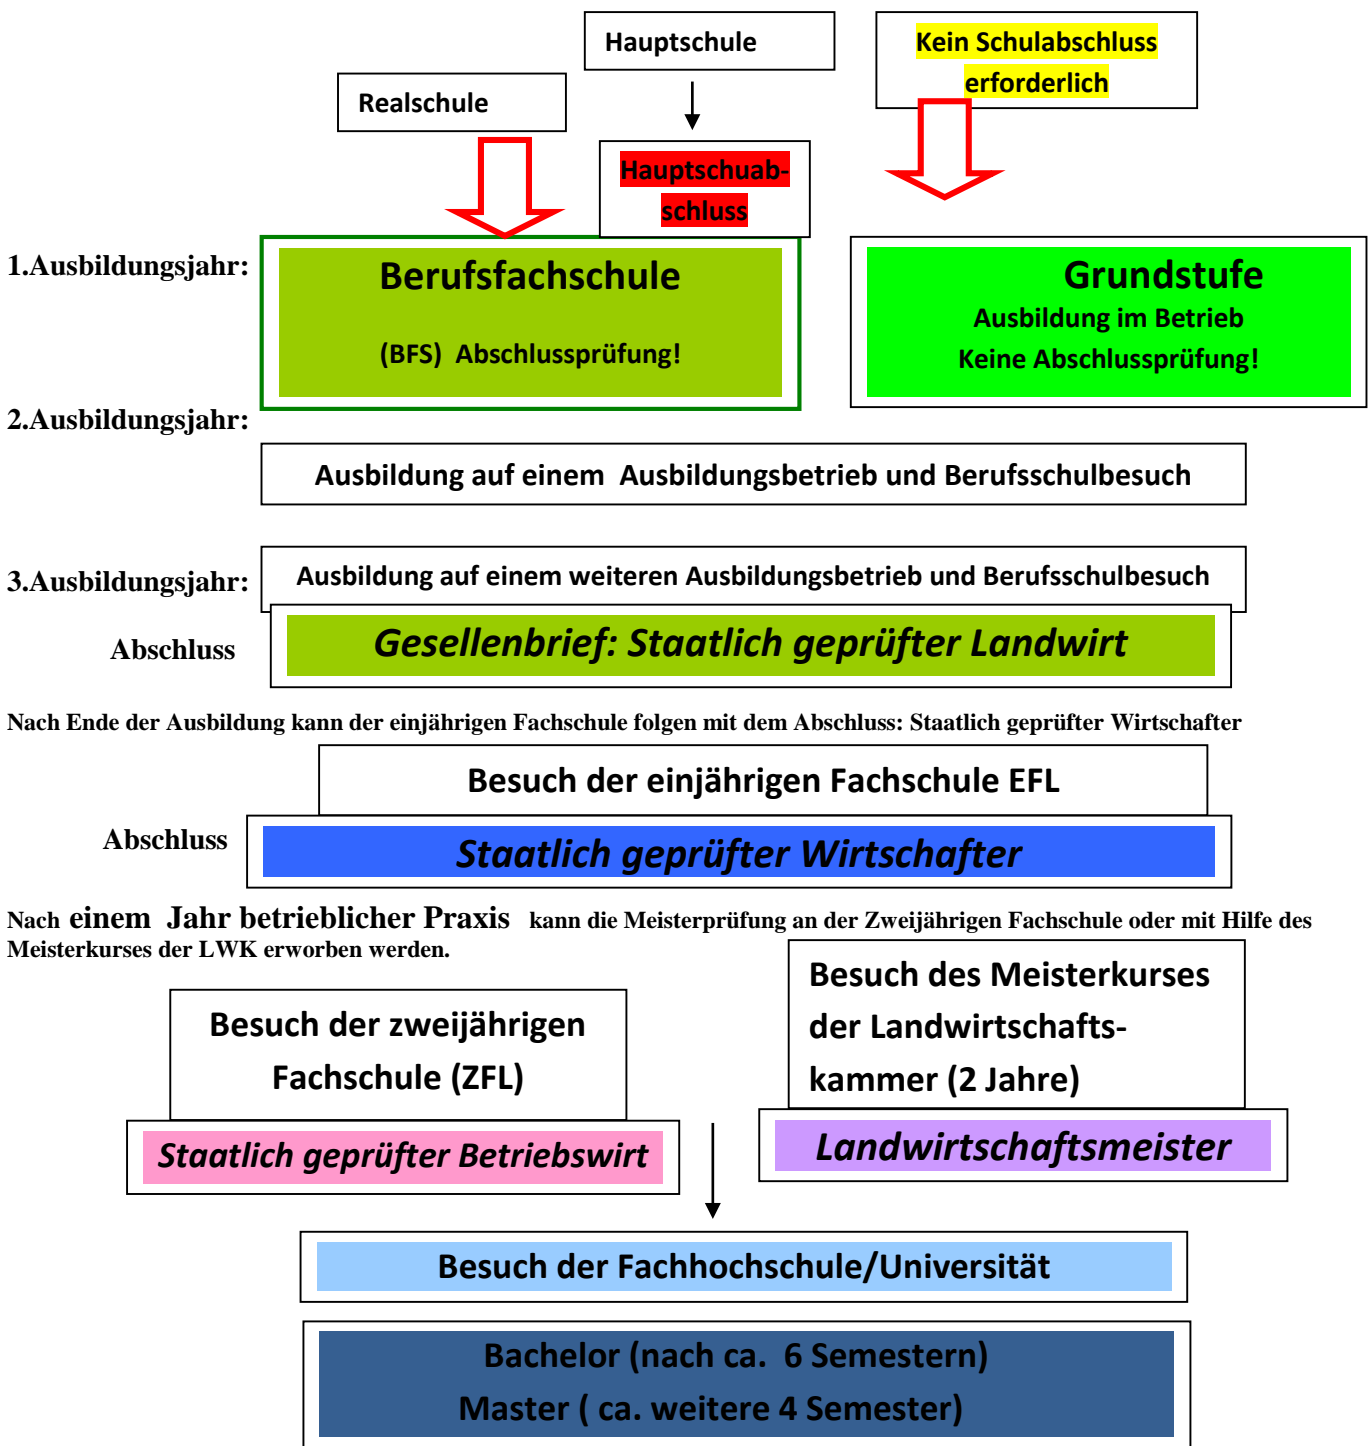 Hauptschule
Kein Schulabschluss
erforderlich
Realschule
Hauptschuab-
schluss
1.Ausbildungsjahr:
Berufsfachschule
(BFS) Abschlussprüfung!
Grundstufe
Ausbildung im Betrieb
Keine Abschlussprüfung!
2.Ausbildungsjahr:
Ausbildung auf einem Ausbildungsbetrieb und Berufsschulbesuch
3.Ausbildungsjahr:
Ausbildung auf einem weiteren Ausbildungsbetrieb und Berufsschulbesuch
Abschluss
Gesellenbrief: Staatlich geprüfter Landwirt
Nach Ende der Ausbildung kann der einjährigen Fachschule folgen mit dem Abschluss: Staatlich geprüfter Wirtschafter
Besuch der einjährigen Fachschule EFL
Abschluss
Staatlich geprüfter Wirtschafter
Nach einem Jahr betrieblicher Praxis kann die Meisterprüfung an der Zweijährigen Fachschule oder mit Hilfe des
Meisterkurses der LWK erworben werden.
Besuch der zweijährigen
Fachschule (ZFL)
Staatlich geprüfter Betriebswirt
Besuch des Meisterkurses
der Landwirtschafts-
kammer (2 Jahre)
Landwirtschaftsmeister
Besuch der Fachhochschule/Universität
Bachelor (nach ca. 6 Semestern)
Master ( ca. weitere 4 Semester)